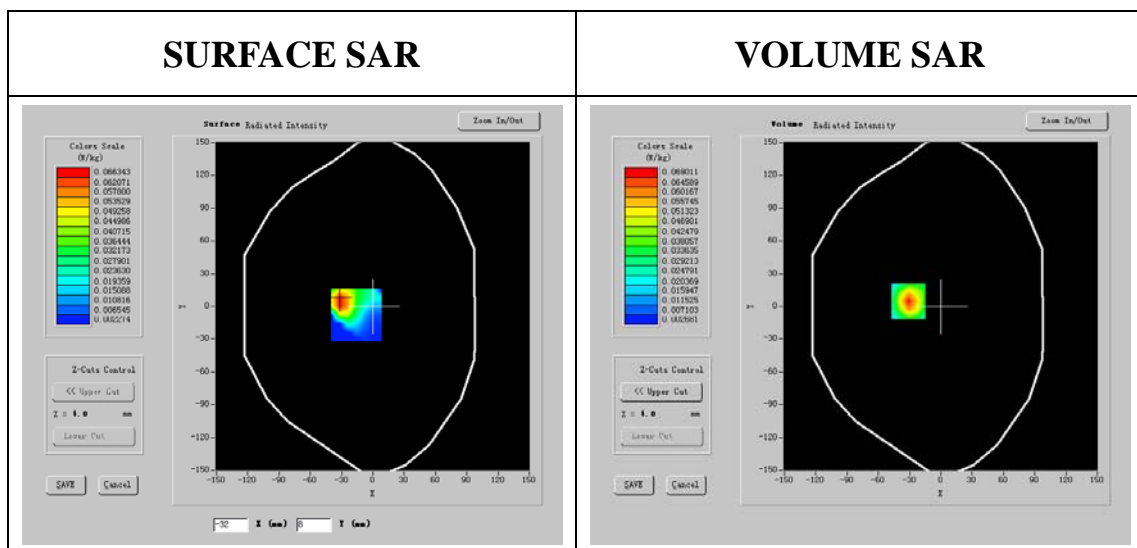 SURFACE SAR
VOLUME SAR
Surface Radiated Intensity
Zoom In/Out
Colors Scale
(W/kg)
0.066343
0.062071
0.057800
0.053529
0.049258
0.044986
0.040715
0.036444
0.032173
0.027901
0.023630
0.019359
0.015088
0.010816
0.006545
0.002274
150
120
90
60
30
0
-30
-60
-90
-120
-150
Y
-150 -120 -90 -60 -30 0 30 60 90 120 150
X
Z-Cuts Control
<< Upper Cut
Z = 4.0 mm
Lower Cut
SAVE Cancel
-32 X (mm) 8 Y (mm)
Volume Radiated Intensity
Zoom In/Out
Colors Scale
(W/kg)
0.069011
0.064589
0.060167
0.055745
0.051323
0.046901
0.042479
0.038057
0.033635
0.029213
0.024791
0.020369
0.015947
0.011525
0.007103
0.002681
150
120
90
60
30
0
-30
-60
-90
-120
-150
Y
-150 -120 -90 -60 -30 0 30 60 90 120 150
X
Z-Cuts Control
<< Upper Cut
Z = 4.0 mm
Lower Cut
SAVE Cancel